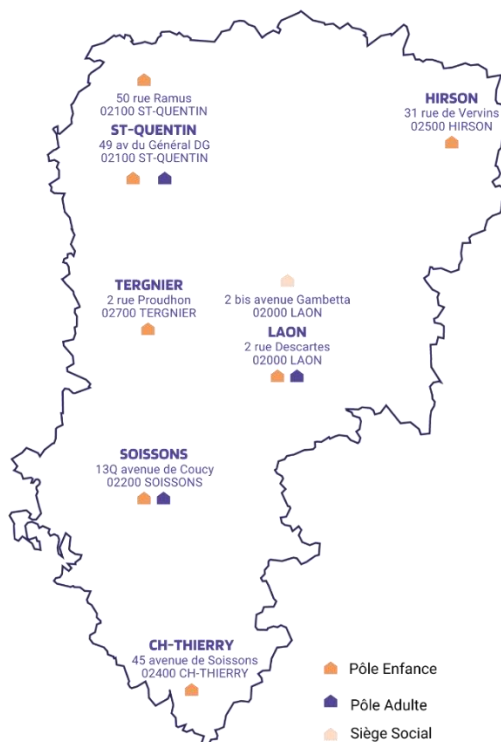 50 rue Ramus
02100 ST-QUENTIN
ST-QUENTIN
49 av du Général DG
02100 ST-QUENTIN
HIRSON
31 rue de Vervins
02500 HIRSON
TERGNIER
2 rue Proudhon
02700 TERGNIER
2 bis avenue Gambetta
02000 LAON
LAON
2 rue Descartes
02000 LAON
SOISSONS
13Q avenue de Coucy
02200 SOISSONS
CH-THIERRY
45 avenue de Soissons
02400 CH-THIERRY
Pôle Enfance
Pôle Adulte
Siège Social